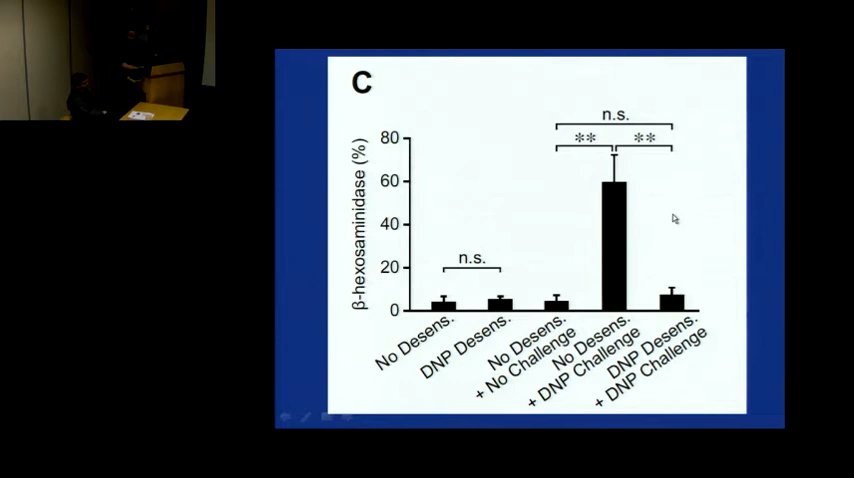 C
n.s.
** **
80
60
40
20
0
β-hexosaminidase (%)
n.s.
No Desens.
DNP Desens.
No Desens.
+ No Challenge
No Desens.
+ DNP Challenge
DNP Desens.
+ DNP Challenge